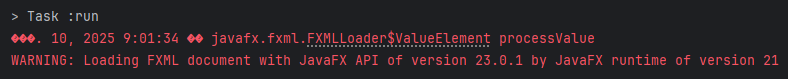 > Task :run
���. 10, 2025 9:01:34 �� javafx.fxml.FXMLLoader$ValueElement processValue
WARNING: Loading FXML document with JavaFX API of version 23.0.1 by JavaFX runtime of version 21